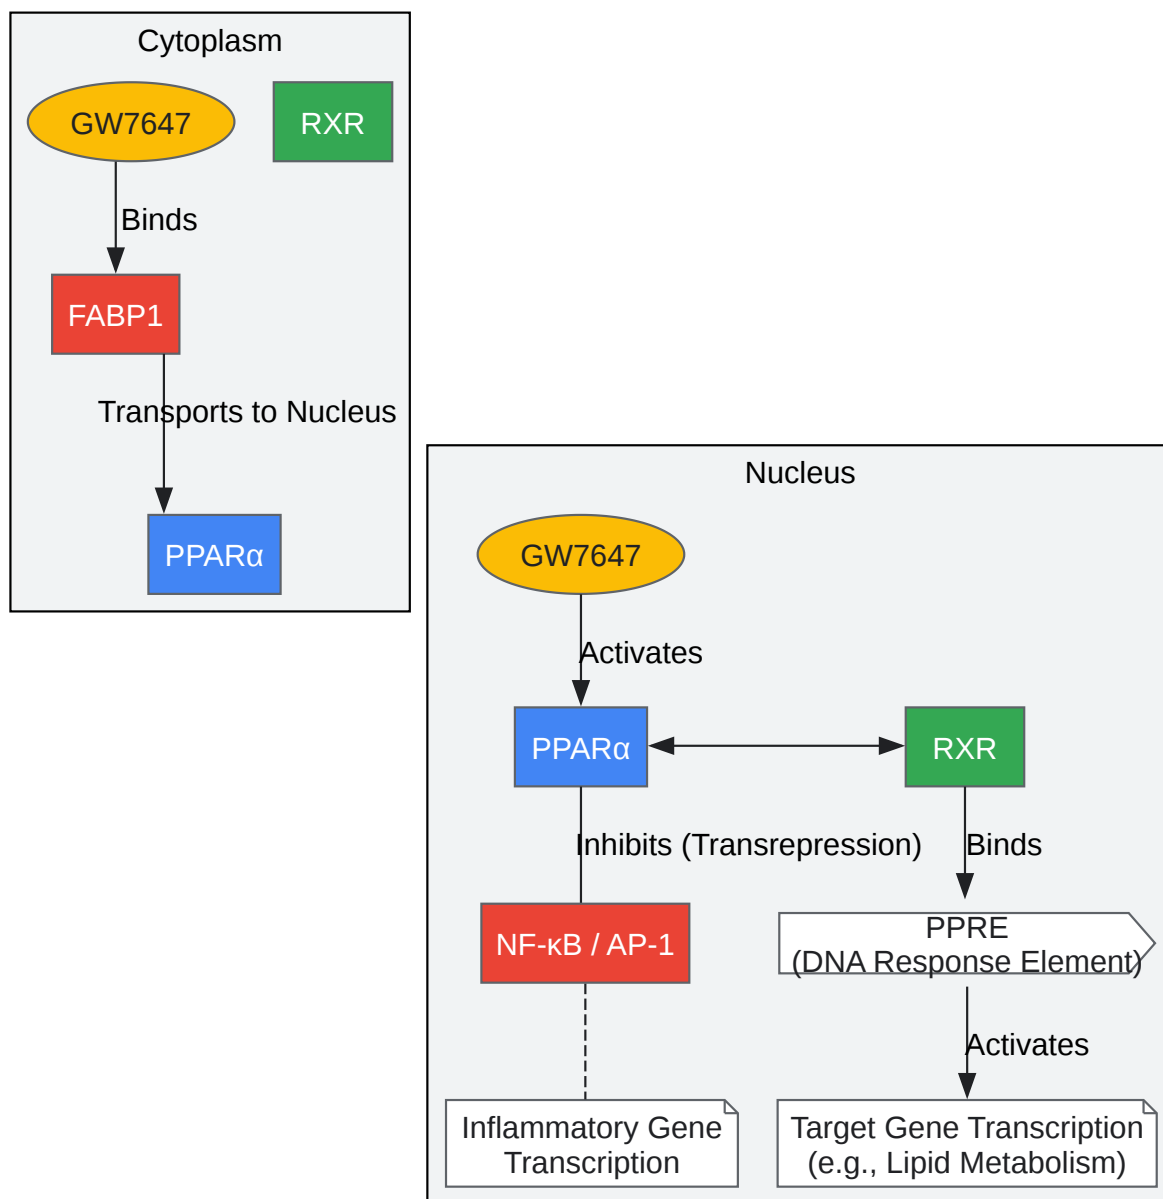 Cytoplasm
GW7647
RXR
Binds
FABP1
Transports to Nucleus
PPARα
Nucleus
GW7647
Activates
PPARα
RXR
Inhibits (Transrepression)
Binds
NF-κB / AP-1
PPRE
(DNA Response Element)
Activates
Inflammatory Gene
Transcription
Target Gene Transcription
(e.g., Lipid Metabolism)